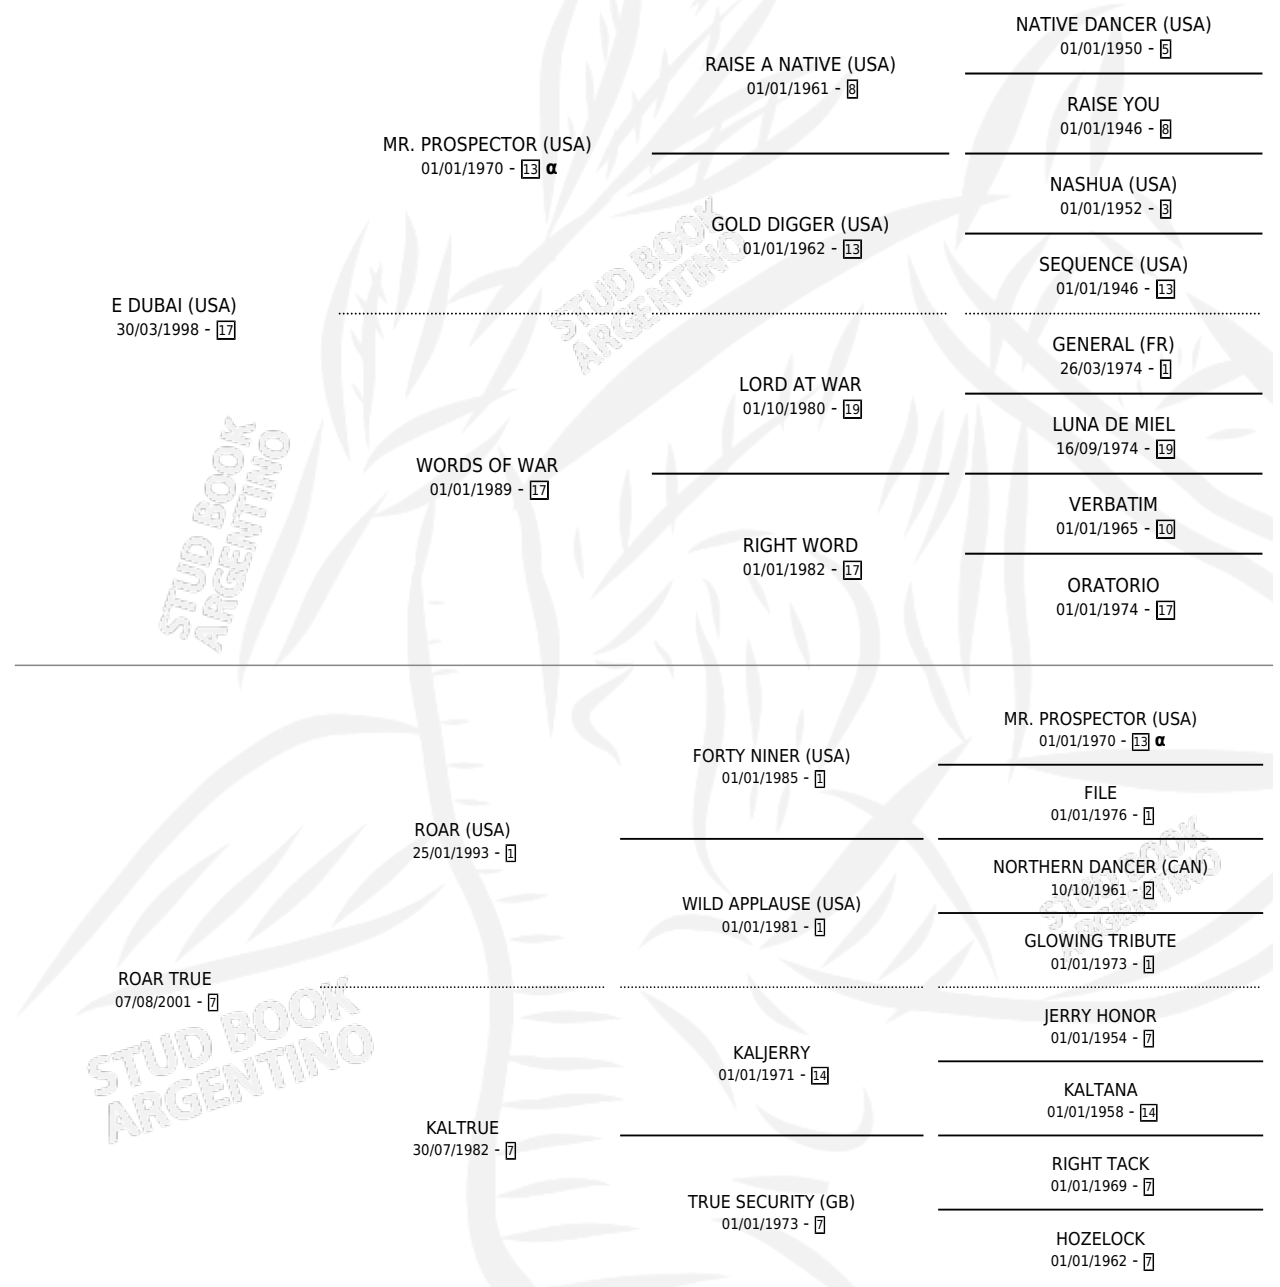 NATIVE DANCER (USA)
01/01/1950 - 5
RAISE A NATIVE (USA)
01/01/1961 - 8
RAISE YOU
01/01/1946 - 8
MR. PROSPECTOR (USA)
01/01/1970 - 13 α
NASHUA (USA)
01/01/1952 - 3
GOLD DIGGER (USA)
01/01/1962 - 13
SEQUENCE (USA)
01/01/1946 - 13
E DUBAI (USA)
30/03/1998 - 17
STUD BOOK
ARGENTINO
GENERAL (FR)
26/03/1974 - 1
LORD AT WAR
01/10/1980 - 19
LUNA DE MIEL
16/09/1974 - 19
WORDS OF WAR
01/01/1989 - 17
STUD BOOK
ARGENTINO
VERBATIM
01/01/1965 - 10
RIGHT WORD
01/01/1982 - 17
ORATORIO
01/01/1974 - 17
MR. PROSPECTOR (USA)
01/01/1970 - 13 α
FORTY NINER (USA)
01/01/1985 - 1
FILE
01/01/1976 - 1
ROAR (USA)
25/01/1993 - 1
NORTHERN DANCER (CAN)
10/10/1961 - 2
STUD BOOK
ARGENTINO
WILD APPLAUSE (USA)
01/01/1981 - 1
GLOWING TRIBUTE
01/01/1973 - 1
ROAR TRUE
07/08/2001 - 7
STUD BOOK
ARGENTINO
JERRY HONOR
01/01/1954 - 7
KALJERRY
01/01/1971 - 14
KALTANA
01/01/1958 - 14
KALTRUE
30/07/1982 - 7
RIGHT TACK
01/01/1969 - 7
TRUE SECURITY (GB)
01/01/1973 - 7
HOZELOCK
01/01/1962 - 7